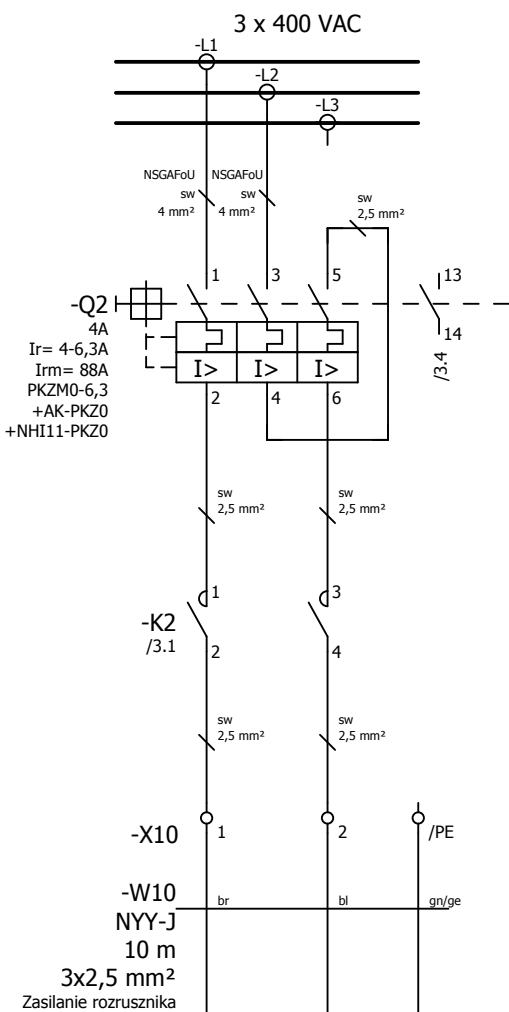 3 x 400 VAC
-L1
-L2
-L3
NSGAFoU NSGAFoU
sw sw
4 mm² 4 mm²
sw
2,5 mm²
1 3 5 13
-Q2
4A
Ir= 4-6,3A
Irm= 88A
PKZM0-6,3
+AK-PKZ0
+NHI11-PKZ0
I> I> I>
14
/3.4
2 4 6
sw sw
2,5 mm² 2,5 mm²
1 3
-K2
/3.1
2 4
sw sw
2,5 mm² 2,5 mm²
-X10 1 2 /PE
-W10 br bl gn/ge
NYY-J
10 m
3x2,5 mm²
Zasilanie rozrusznika